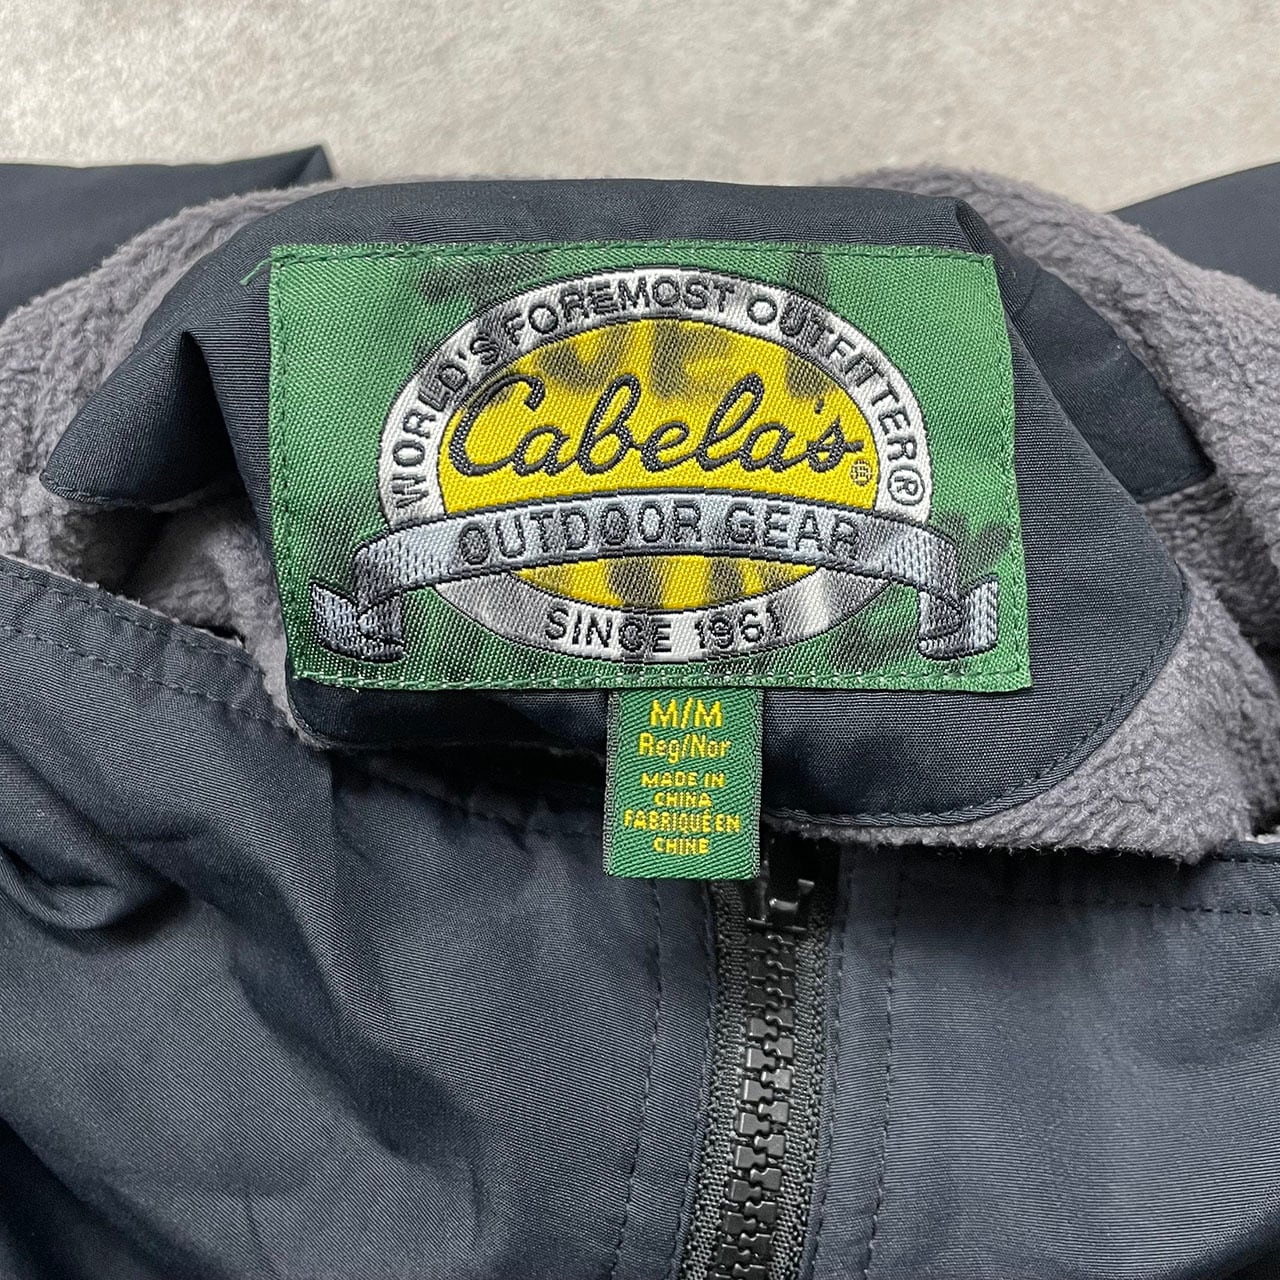 WORLD'S FOREMOST OUTFITTER®
Cabela's®
OUTDOOR GEAR
SINCE 1961
M/M
Reg/Nor
MADE IN
CHINA
FABRIQUÉ EN
CHINE